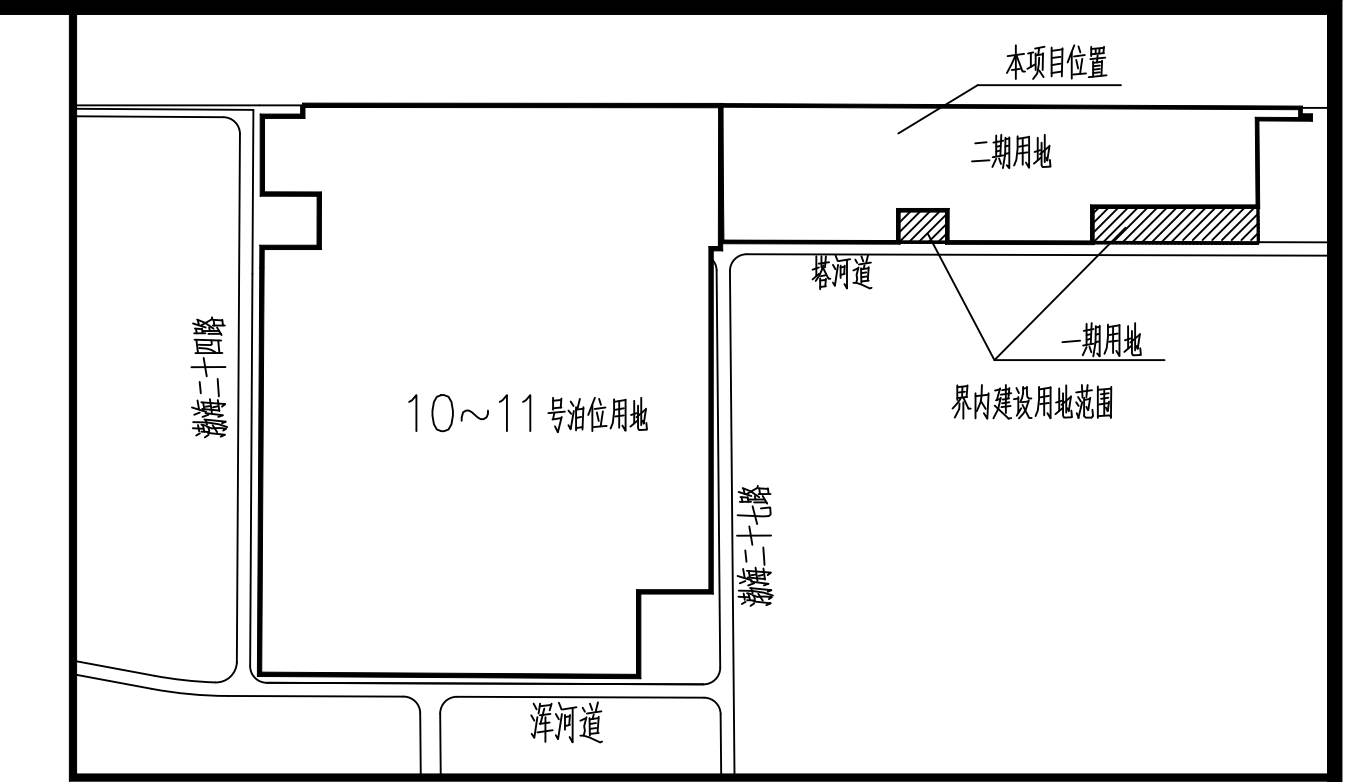 本项目位置
二期用地
塔河道
渤海二十四路
一期用地
界内建设用地范围
10~11号泊位用地
渤海二十七路
浑河道